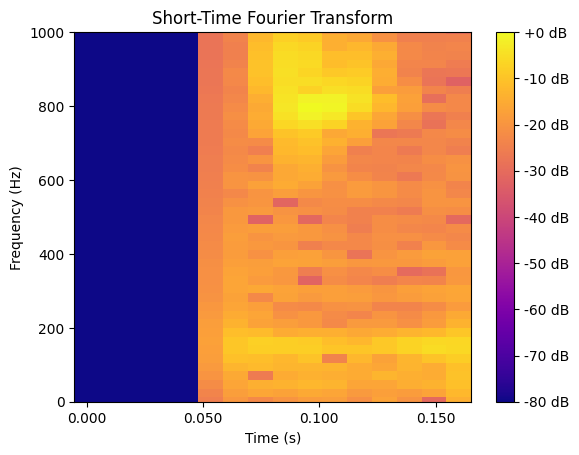 Short-Time Fourier Transform
Frequency (Hz)
1000
800
600
400
200
0
0.000
0.050
0.100
0.150
Time (s)
+0 dB
-10 dB
-20 dB
-30 dB
-40 dB
-50 dB
-60 dB
-70 dB
-80 dB